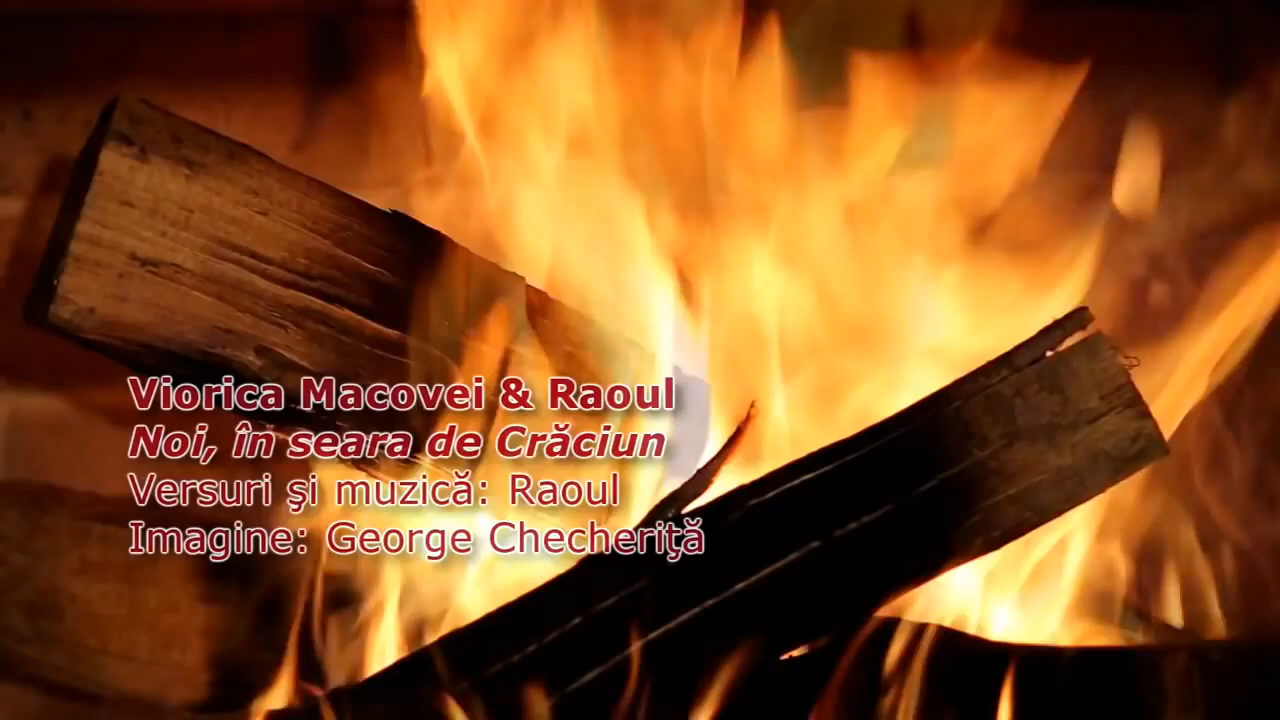 Viorica Macovei & Raoul
Noi, în seara de Crăciun
Versuri şi muzică: Raoul
Imagine: George Checheriţă